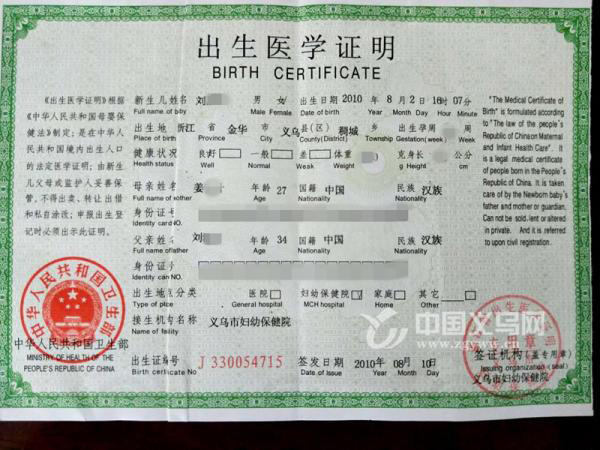 出生医学证明
BIRTH CERTIFICATE
《出生医学证明》根据
《中华人民共和国母婴保
健法》制定;是在中华人
民共和国境内出生人口
的法定医学证明;由新生
儿父母或监护人妥善保
管,不得出卖、转让出借
和私自涂改;申报出生登
记时必须出示此证明。
新生儿姓名 刘 男 女 出生日期 2010 年 8 月 2 日 16 时 07分
Full name of baby Male Female Date of birth Year Month Day Hour Minute
出生地 浙江 省 金华 市 义乌 县(区) 稠城 乡 出生孕周 周
Place of birth Province City County(District) Township Gestation(week) Week
健康状况 良好 一般 差 体重 克 身长 公分
Health status Well Normal Weak Weight g Height cm
母亲姓名 姜 年龄 27 国籍 中国 民族 汉族
Full name of mother Age Nationality Nationality
身份证号
Identity card NO.
父亲姓名 刘 年龄 34 国籍 中国 民族 汉族
Full name of father Age Nationality Nationality
身份证号
Identity card NO.
出生地点分类 医院 妇幼保健院 家庭 其它
Type of place General hospital MCH hospital Home Other
接生机构名称 义乌市妇幼保健院
Name of facility
出生证编号 J 330054715 签发日期 2010 年 08 月 10 日
Birth certificate No Date of Issue Year Month Day
"The Medical Certificate of
Birth" is formulated according
to "The law of the people's
Republic of China on Maternal
and Infant Health Care". It
is a legal medical certificate
of people born in the People's
Republic of China. It is taken
care of by the Newborn baby's
father and mother or guardian.
Can not be sold, lent or altered
in private. And it is referred to
upon civil registration.
中华人民共和国卫生部
中华人民共和国卫生部
MINISTRY OF HEALTH OF THE
PEOPLE'S REPUBLIC OF CHINA
签证机构(盖专用章)
Issuing organization (seal)
义乌市妇幼保健院
中国义乌网
www.zgyww.cn